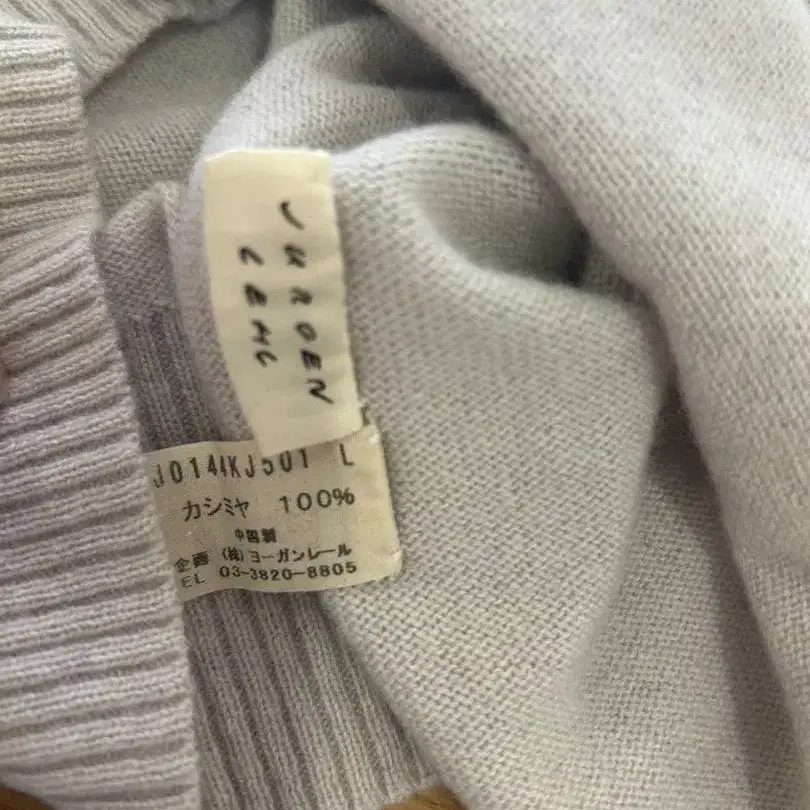 JURGEN
LEHL
J0144KJ501 L
カシミヤ 100%
中国製
企画 (株)ヨーガンレール
EL 03-3820-8805